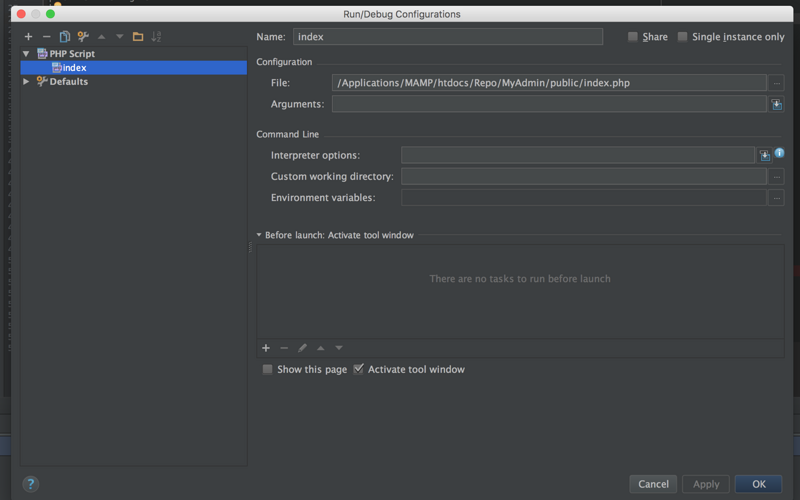 Run/Debug Configurations
Name: index Share Single instance only
PHP Script
index
Defaults
Configuration
File: /Applications/MAMP/htdocs/Repo/MyAdmin/public/index.php ...
Arguments:
Command Line
Interpreter options:
Custom working directory: ...
Environment variables: ...
Before launch: Activate tool window
There are no tasks to run before launch
Show this page Activate tool window
? Cancel Apply OK